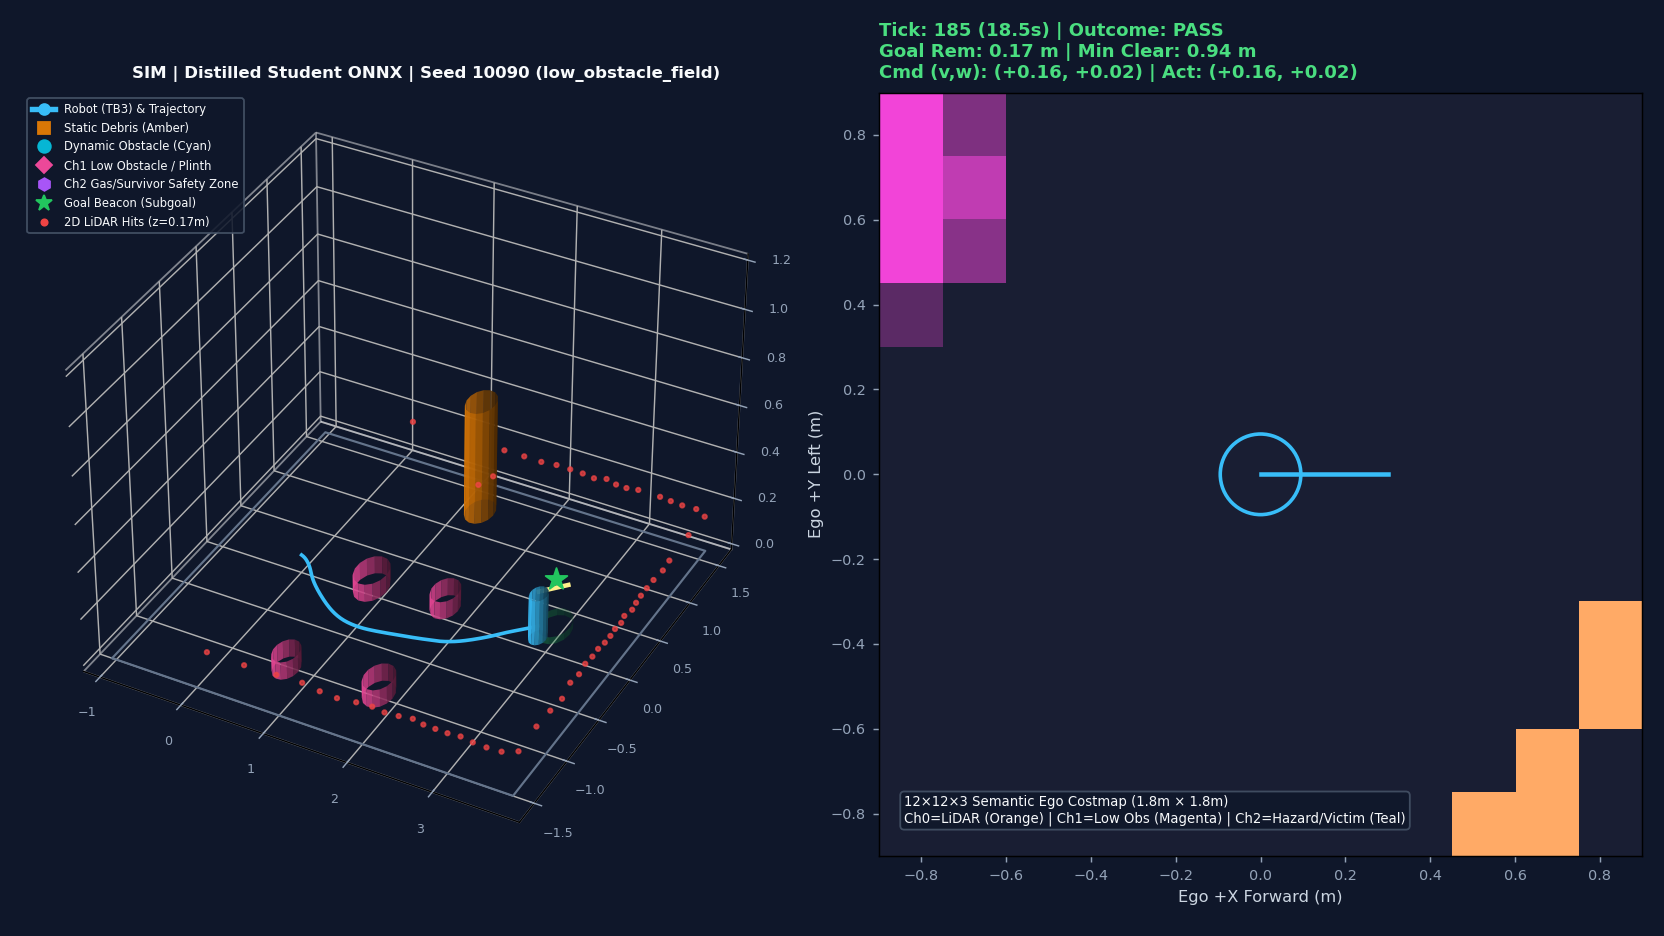 SIM | Distilled Student ONNX | Seed 10090 (low_obstacle_field)
Robot (TB3) & Trajectory
Static Debris (Amber)
Dynamic Obstacle (Cyan)
Ch1 Low Obstacle / Plinth
Ch2 Gas/Survivor Safety Zone
Goal Beacon (Subgoal)
2D LiDAR Hits (z=0.17m)
1.2
1.0
0.8
0.6
0.4
0.2
0.0
1.5
1.0
0.5
0.0
−0.5
−1.0
−1.5
−1
0
1
2
3
Tick: 185 (18.5s) | Outcome: PASS
Goal Rem: 0.17 m | Min Clear: 0.94 m
Cmd (v,w): (+0.16, +0.02) | Act: (+0.16, +0.02)
Ego +Y Left (m)
0.8
0.6
0.4
0.2
0.0
−0.2
−0.4
−0.6
−0.8
12×12×3 Semantic Ego Costmap (1.8m × 1.8m)
Ch0=LiDAR (Orange) | Ch1=Low Obs (Magenta) | Ch2=Hazard/Victim (Teal)
−0.8 −0.6 −0.4 −0.2 0.0 0.2 0.4 0.6 0.8
Ego +X Forward (m)